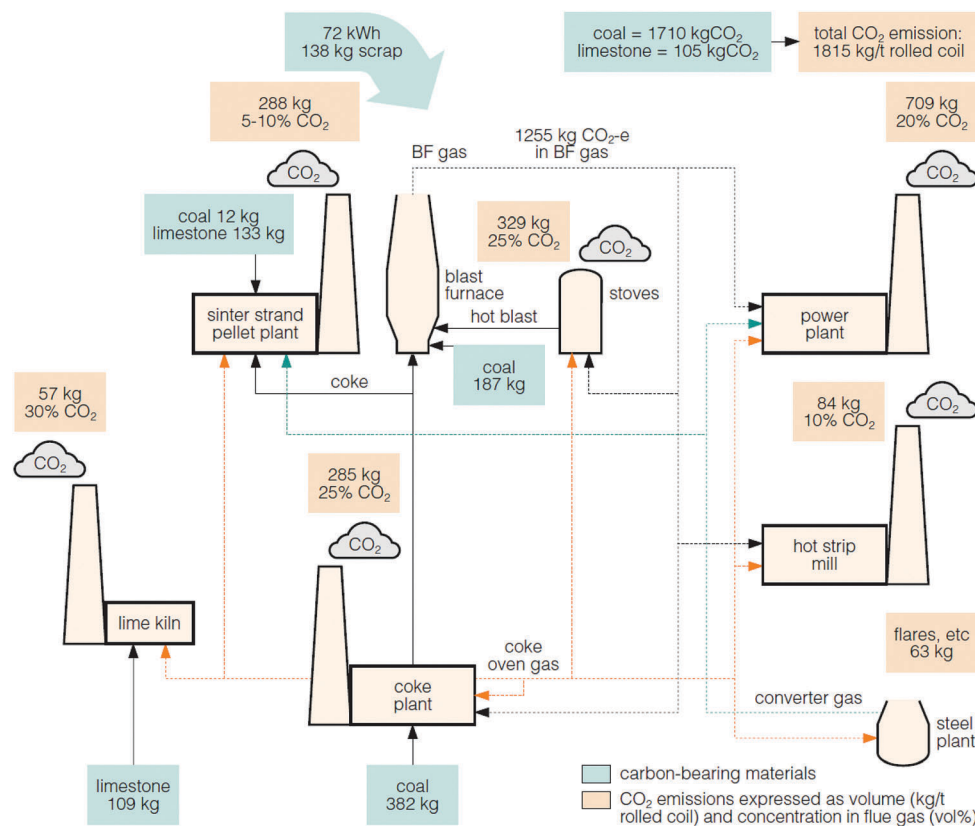 72 kWh
138 kg scrap
coal = 1710 kgCO₂
limestone = 105 kgCO₂
total CO₂ emission:
1815 kg/t rolled coil
288 kg
5-10% CO₂
CO₂
BF gas
1255 kg CO₂-e
in BF gas
709 kg
20% CO₂
CO₂
coal 12 kg
limestone 133 kg
329 kg
25% CO₂
CO₂
sinter strand
pellet plant
blast
furnace
hot blast
stoves
power
plant
coke
coal
187 kg
57 kg
30% CO₂
CO₂
84 kg
10% CO₂
CO₂
285 kg
25% CO₂
CO₂
hot strip
mill
lime kiln
coke
oven gas
coke
plant
flares, etc
63 kg
converter gas
steel
plant
limestone
109 kg
coal
382 kg
carbon-bearing materials
CO₂ emissions expressed as volume (kg/t
rolled coil) and concentration in flue gas (vol%)